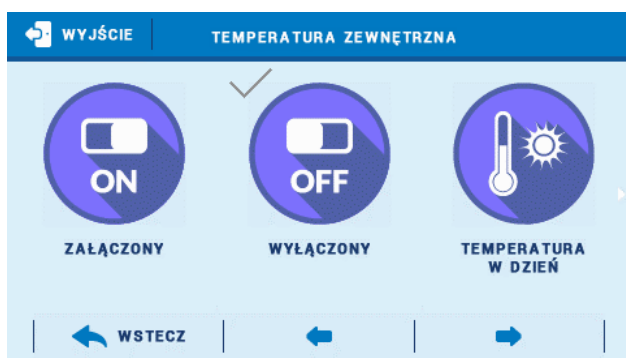 WYJŚCIE
TEMPERATURA ZEWNĘTRZNA
ON
OFF
ZAŁĄCZONY
WYŁĄCZONY
TEMPERATURA
W DZIEŃ
WSTECZ